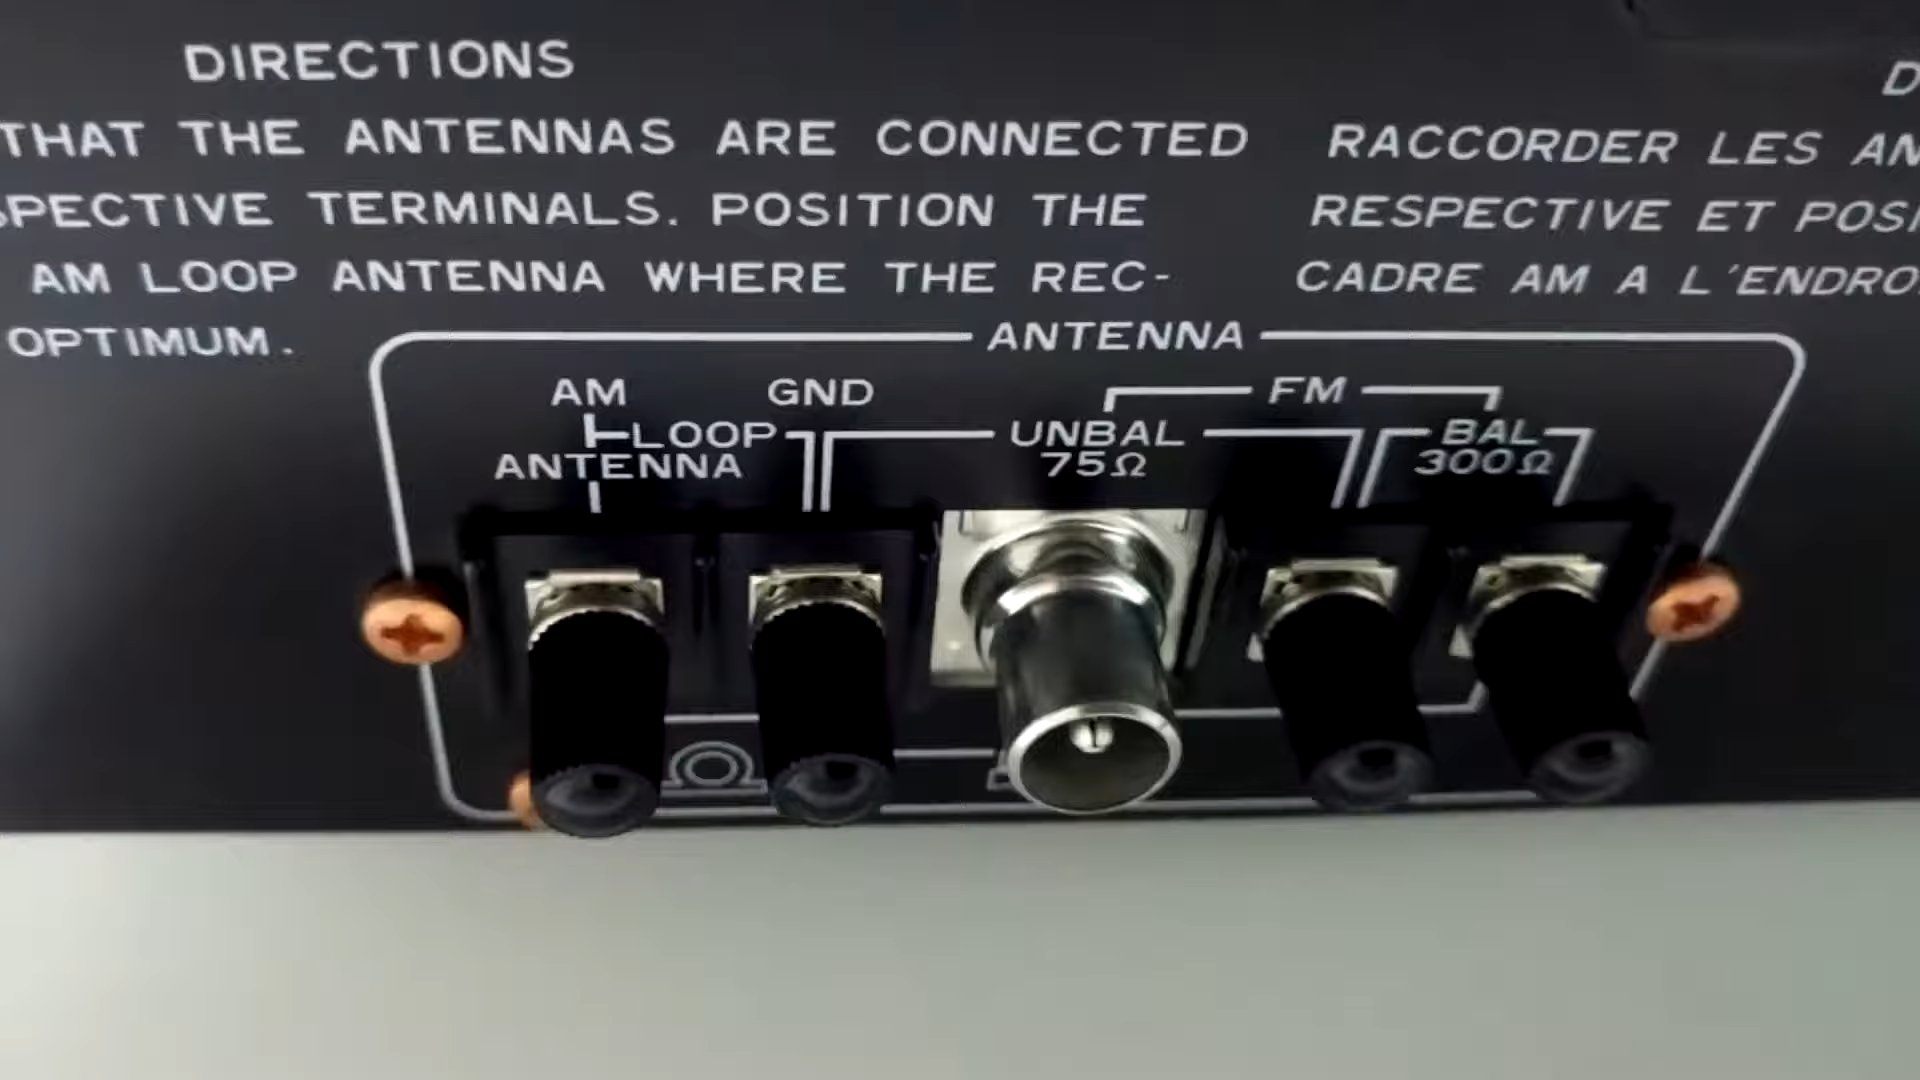 DIRECTIONS
THAT THE ANTENNAS ARE CONNECTED
TERMINALS. POSITION THE
AM LOOP ANTENNA WHERE THE REC-
OPTIMUM.
RACCORDER LES
RESPECTIVE ET
CADRE AM A
ANTENNA
AM GND FM
LOOP UNBAL BAL
ANTENNA 75Ω 300Ω